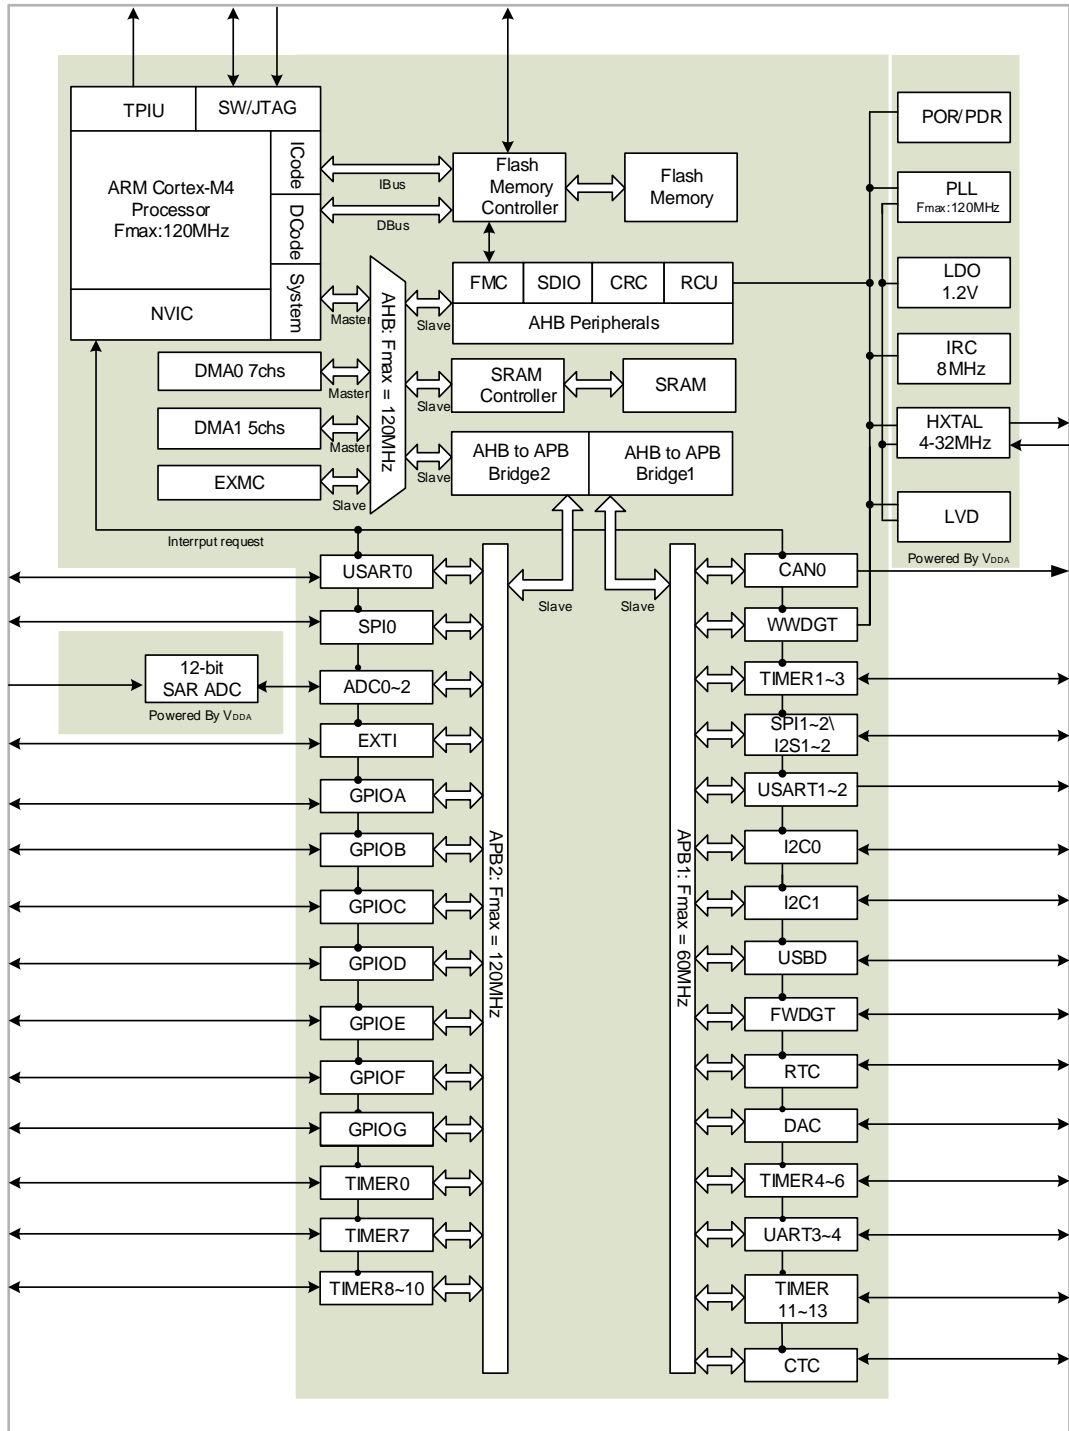 TPIU
SW/JTAG
POR/PDR
ICode
Flash
Memory
Controller
Flash
Memory
IBus
ARM Cortex-M4
Processor
Fmax:120MHz
PLL
Fmax:120MHz
DCode
DBus
System
FMC
SDIO
CRC
RCU
LDO
1.2V
NVIC
Master
AHB: Fmax = 120MHz
Slave
AHB Peripherals
IRC
8MHz
DMA0 7chs
Master
Slave
SRAM
Controller
SRAM
DMA1 5chs
Master
HXTAL
4-32MHz
AHB to APB
Bridge2
AHB to APB
Bridge1
Slave
EXMC
Slave
LVD
Interrput request
Powered By VDDA
USART0
CAN0
Slave
Slave
SPI0
WWDGT
12-bit
SAR ADC
Powered By VDDA
ADC0~2
TIMER1~3
EXTI
SPI1~2\
I2S1~2
GPIOA
USART1~2
APB2: Fmax = 120MHz
APB1: Fmax = 60MHz
GPIOB
I2C0
GPIOC
I2C1
GPIOD
USBD
GPIOE
FWDGT
GPIOF
RTC
GPIOG
DAC
TIMER0
TIMER4~6
TIMER7
UART3~4
TIMER8~10
TIMER
11~13
CTC